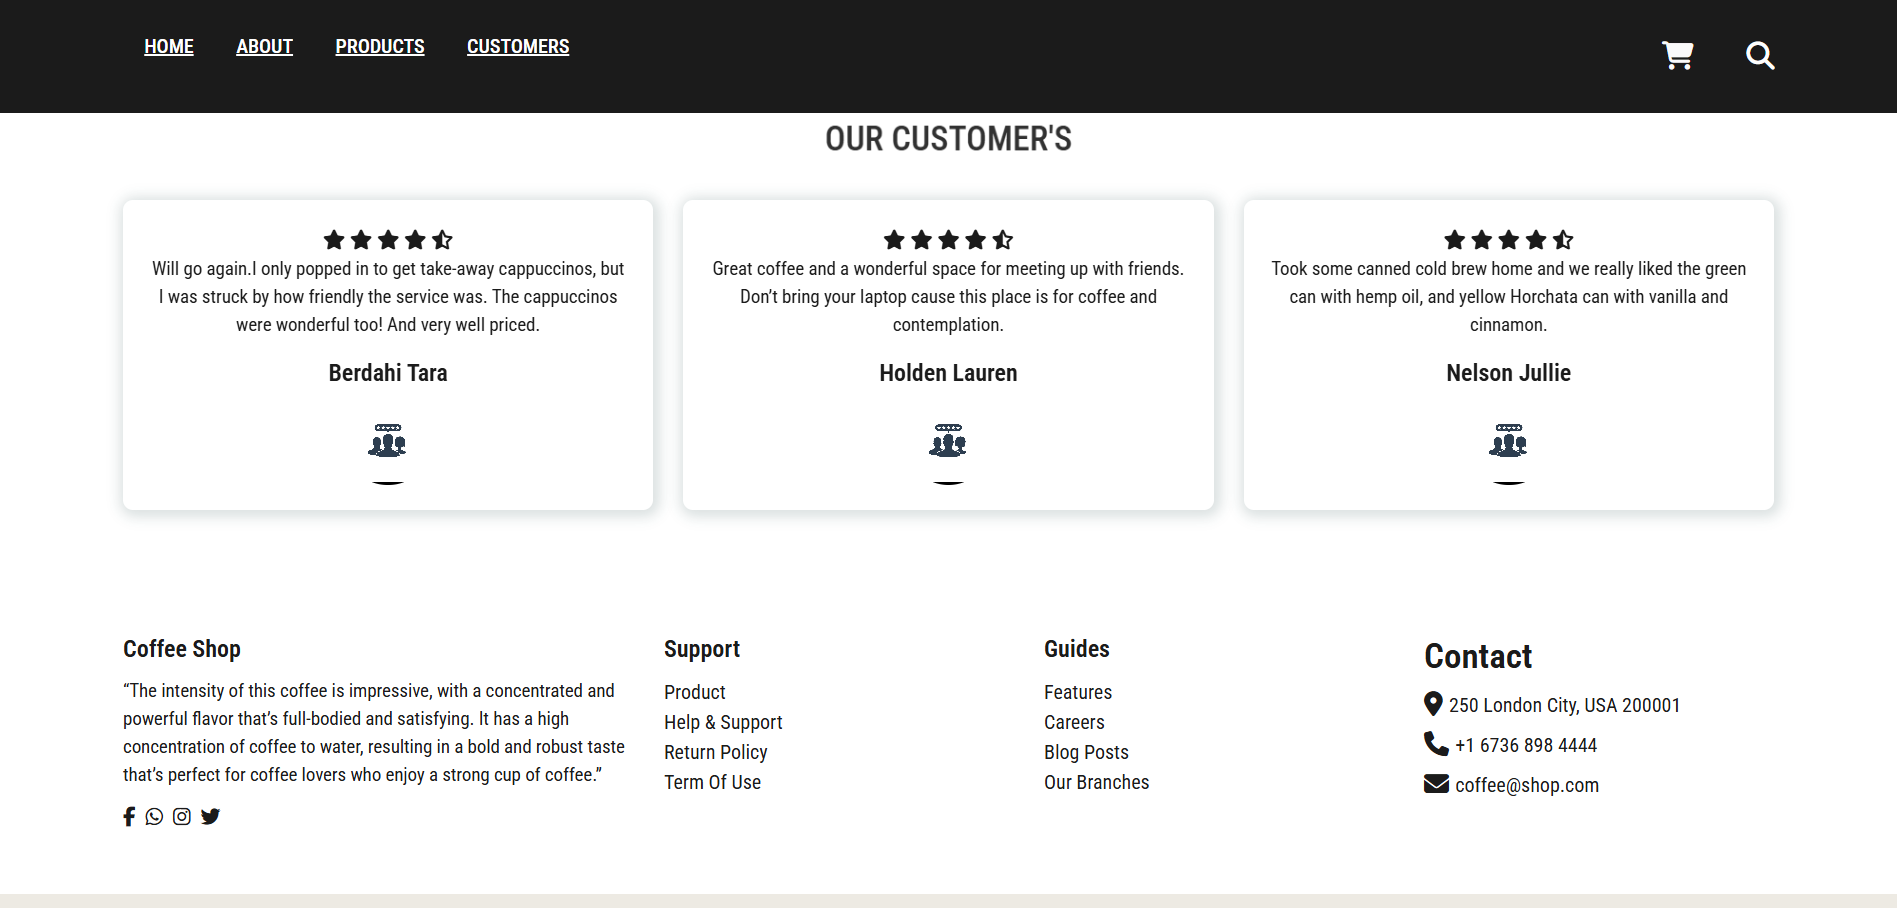 HOME ABOUT PRODUCTS CUSTOMERS
OUR CUSTOMER'S
Will go again.I only popped in to get take-away cappuccinos, but
I was struck by how friendly the service was. The cappuccinos
were wonderful too! And very well priced.
Berdahi Tara
Great coffee and a wonderful space for meeting up with friends.
Don’t bring your laptop cause this place is for coffee and
contemplation.
Holden Lauren
Took some canned cold brew home and we really liked the green
can with hemp oil, and yellow Horchata can with vanilla and
cinnamon.
Nelson Jullie
Coffee Shop
“The intensity of this coffee is impressive, with a concentrated and
powerful flavor that’s full-bodied and satisfying. It has a high
concentration of coffee to water, resulting in a bold and robust taste
that’s perfect for coffee lovers who enjoy a strong cup of coffee.”
Support
Product
Help & Support
Return Policy
Term Of Use
Guides
Features
Careers
Blog Posts
Our Branches
Contact
250 London City, USA 200001
+1 6736 898 4444
coffee@shop.com